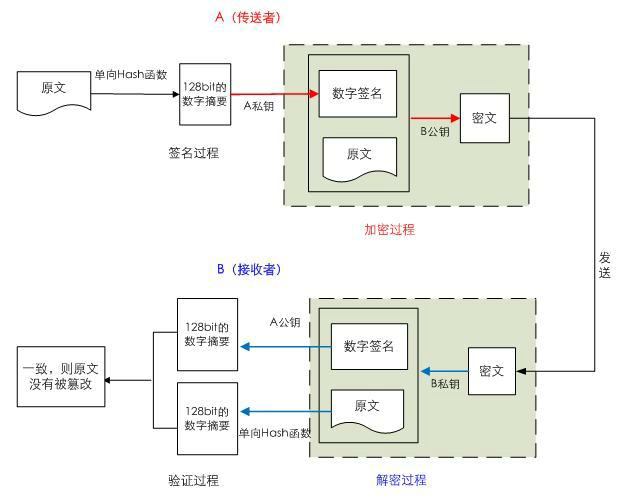 A（传送者）
原文
单向Hash函数
128bit的
数字摘要
A私钥
数字签名
原文
B公钥
密文
签名过程
加密过程
发
送
B（接收者）
128bit的
数字摘要
A公钥
数字签名
一致，则原文
没有被篡改
B私钥
密文
128bit的
数字摘要
单向Hash函数
原文
验证过程
解密过程